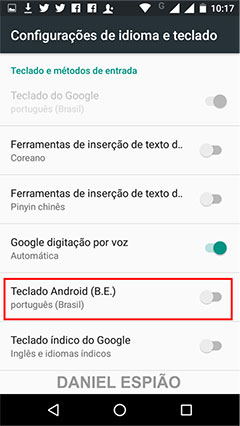 10:17
Configurações de idioma e teclado
Teclado e métodos de entrada
Teclado do Google
português (Brasil)
Ferramentas de inserção de texto d..
Coreano
Ferramentas de inserção de texto d..
Pinyin chinês
Google digitação por voz
Automática
Teclado Android (B.E.)
português (Brasil)
Teclado índico do Google
Inglês e idiomas índicos
DANIEL ESPIÃO